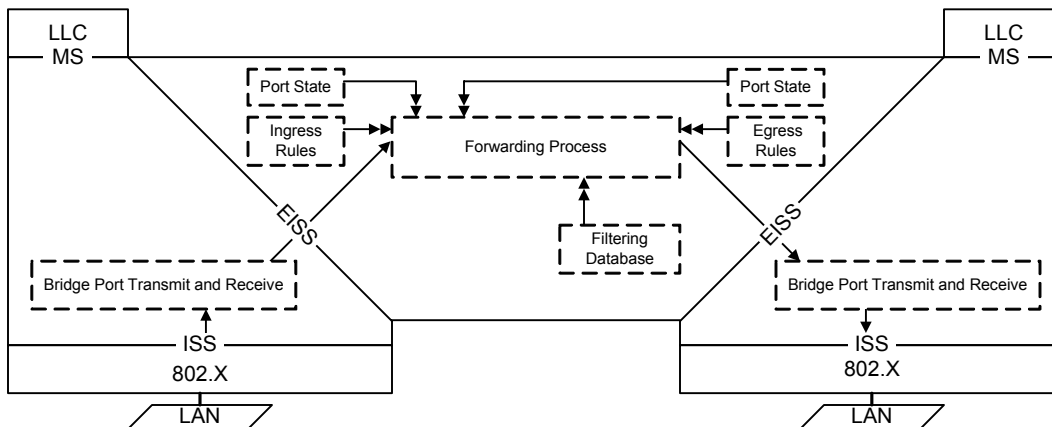 LLC
MS
LLC
MS
Port State
Port State
Ingress
Rules
Forwarding Process
Egress
Rules
EISS
EISS
Filtering
Database
Bridge Port Transmit and Receive
Bridge Port Transmit and Receive
ISS
ISS
802.X
802.X
LAN
LAN